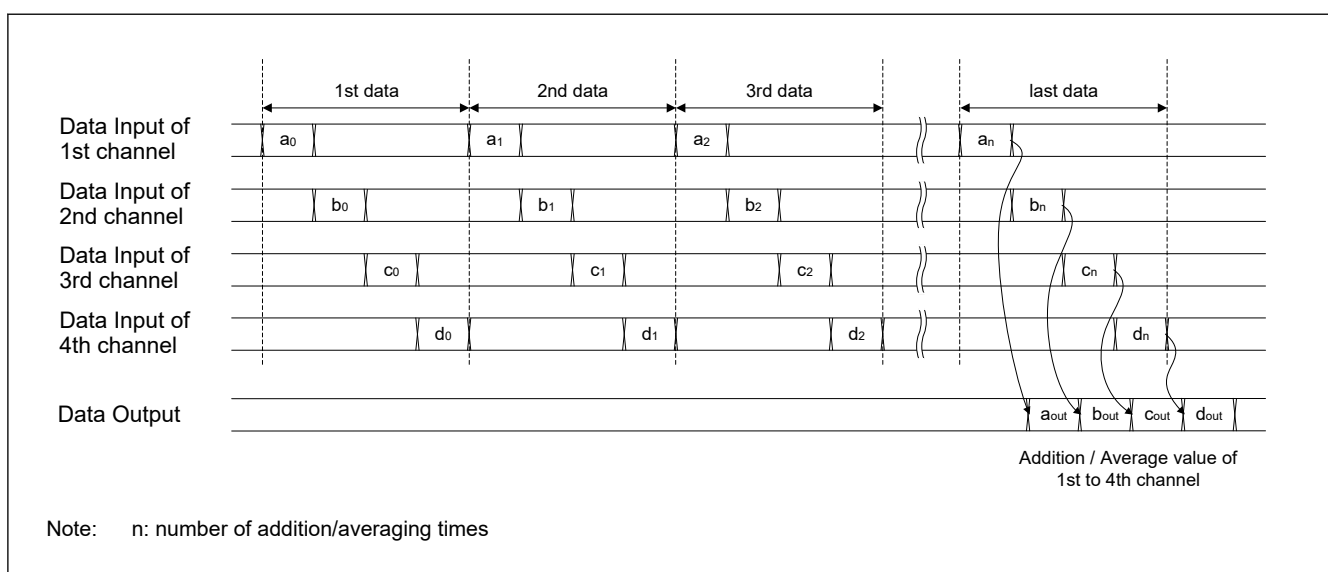 1st data 2nd data 3rd data last data
Data Input of
1st channel
a0 a1 a2 an
Data Input of
2nd channel
b0 b1 b2 bn
Data Input of
3rd channel
c0 c1 c2 cn
Data Input of
4th channel
d0 d1 d2 dn
Data Output aout bout cout dout
Addition / Average value of
1st to 4th channel
Note: n: number of addition/averaging times